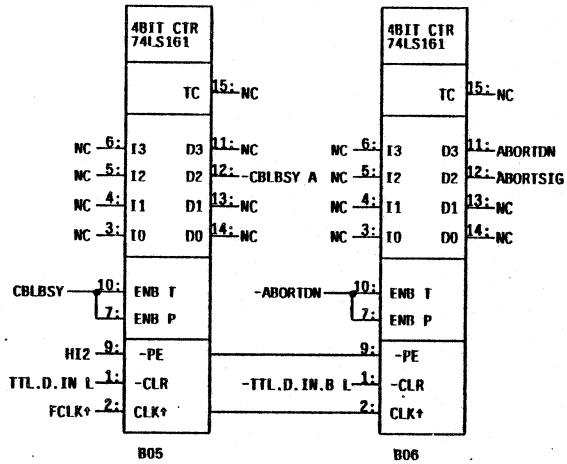 4BIT CTR 4BIT CTR
74LS161 74LS161
TC 15: NC TC 15: NC
NC 6: I3 D3 11: NC NC 6: I3 D3 11: ABORTDN
NC 5: I2 D2 12: -CBLBSY A NC 5: I2 D2 12: ABORTSIG
NC 4: I1 D1 13: NC NC 4: I1 D1 13: NC
NC 3: I0 D0 14: NC NC 3: I0 D0 14: NC
CBLBSY 10: ENB T -ABORTDN 10: ENB T
7: ENB P 7: ENB P
HI2 9: -PE 9: -PE
TTL.D.IN L 1: -CLR -TTL.D.IN.B L 1: -CLR
FCLK↑ 2: CLK↑ 2: CLK↑
B05 B06